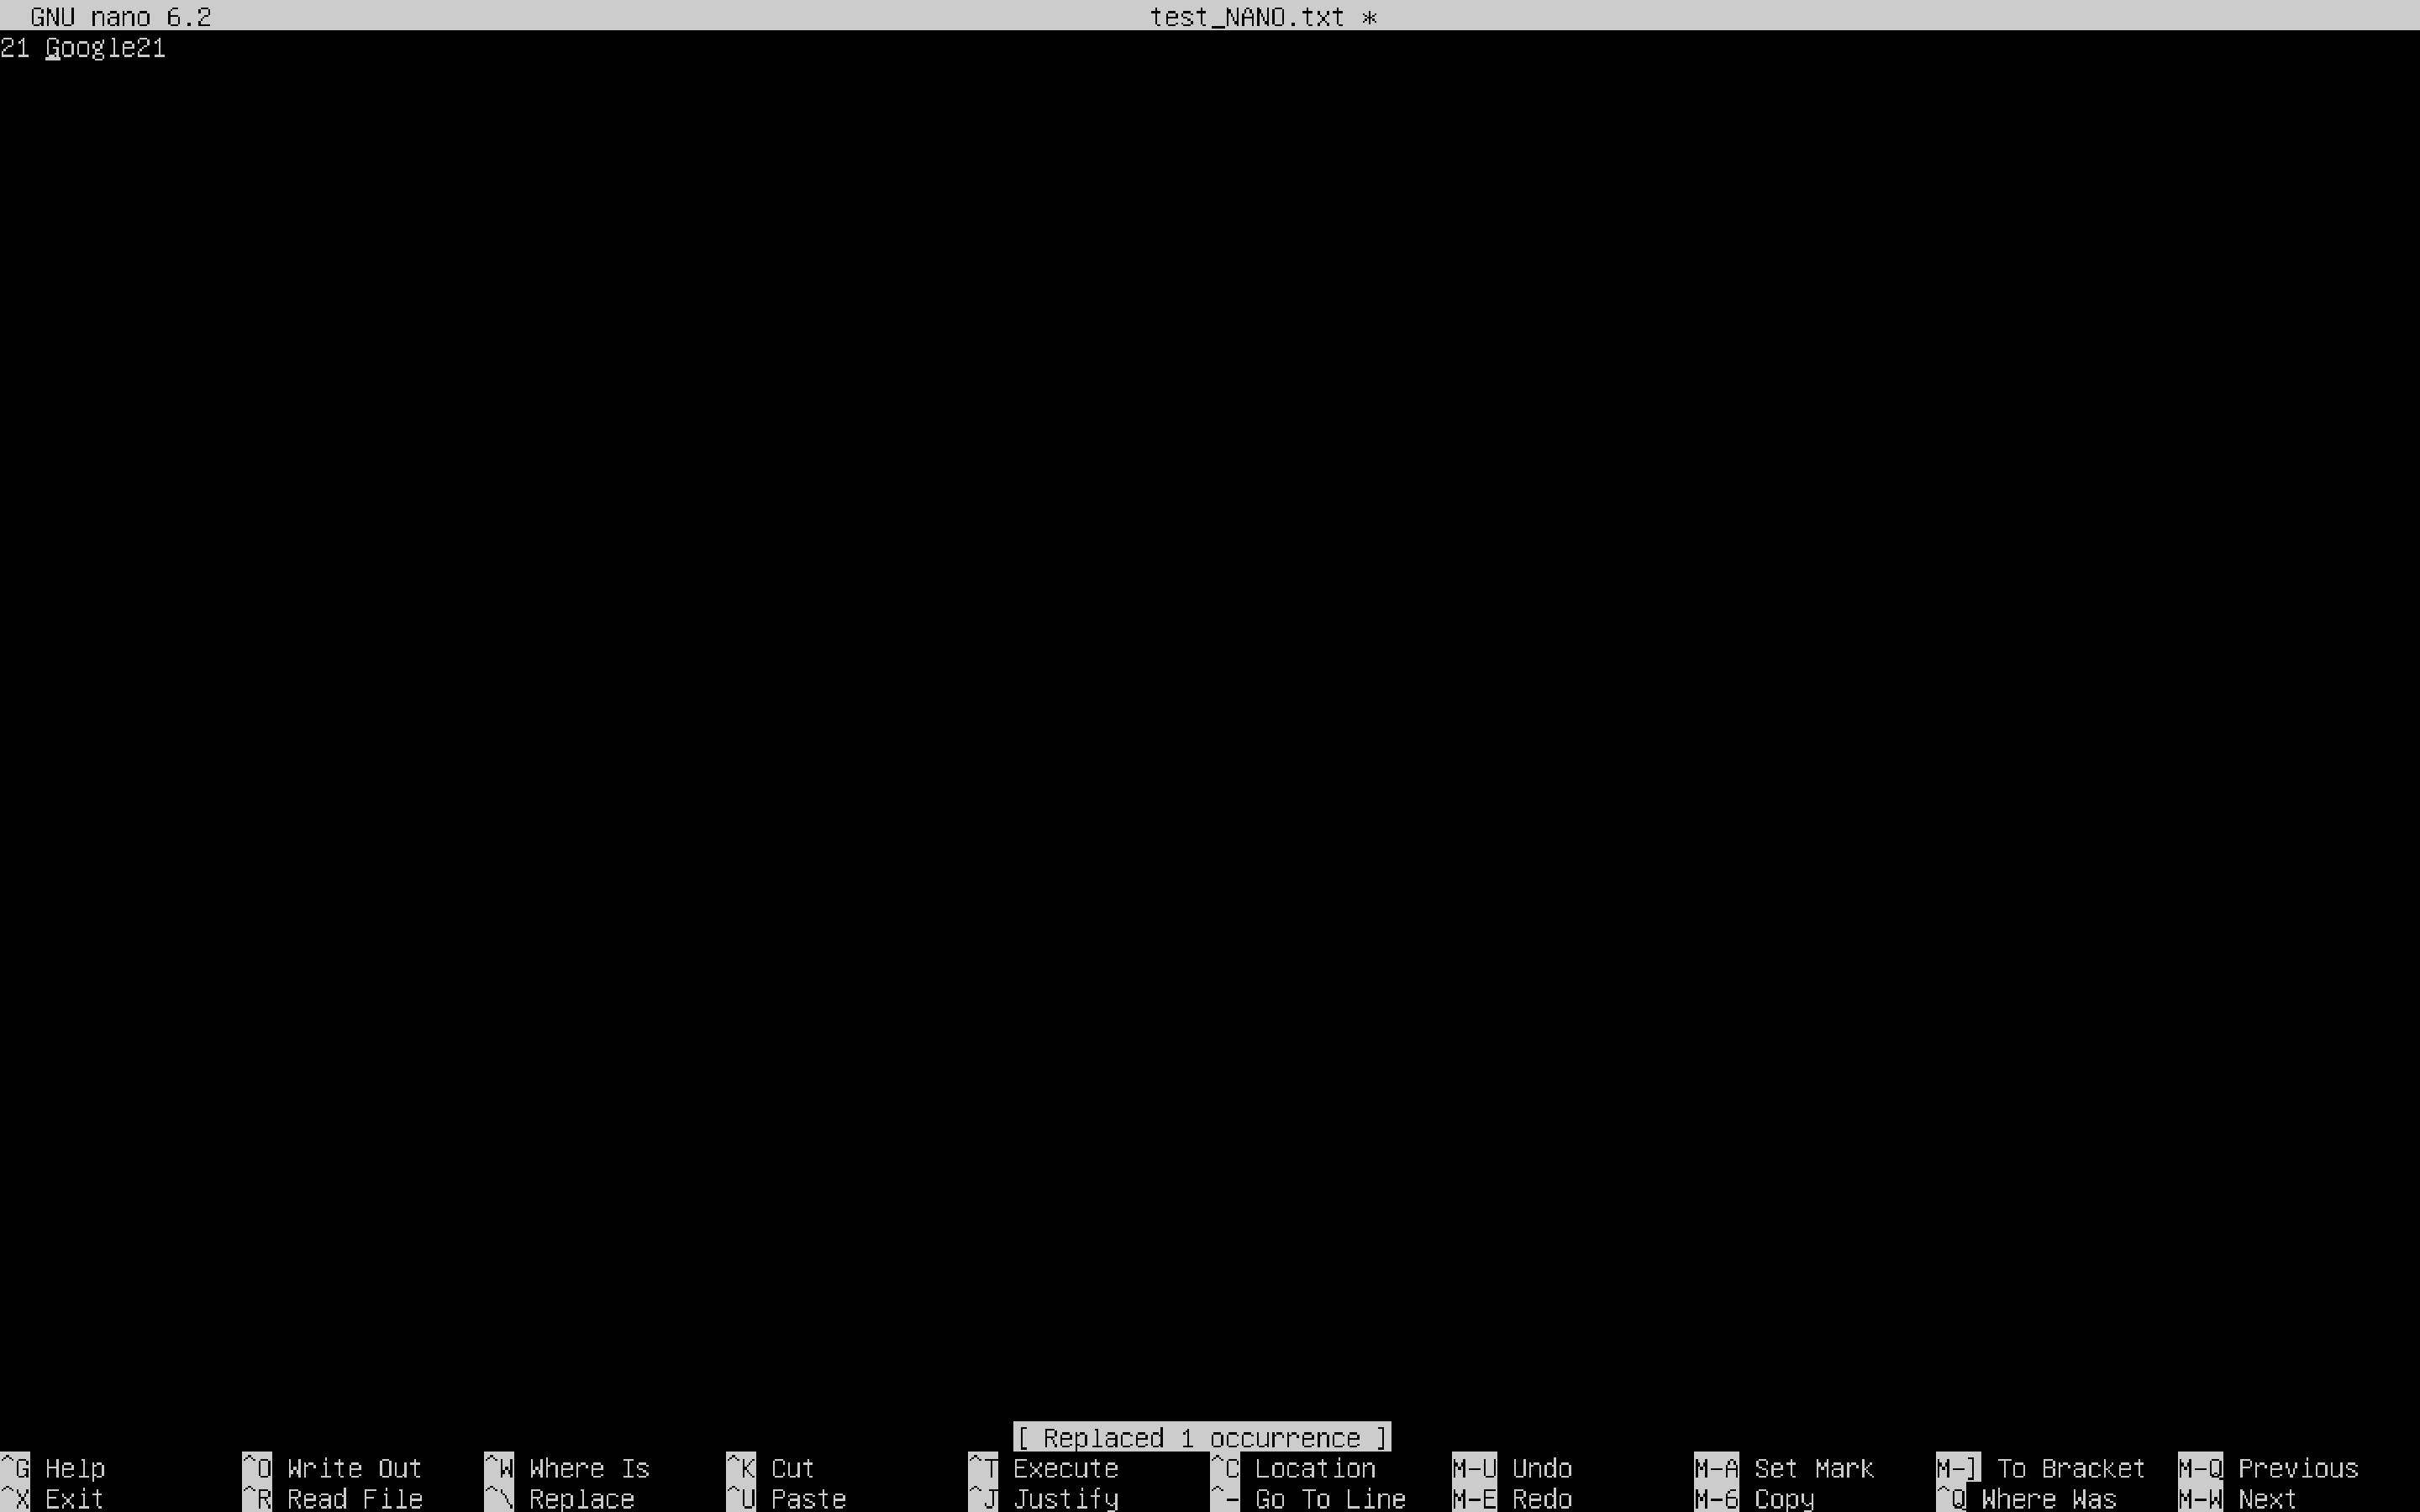 GNU nano 6.2 test_NANO.txt *
21 Google21
[ Replaced 1 occurrence ]
^G Help ^O Write Out ^W Where Is ^K Cut ^T Execute ^C Location M-U Undo M-A Set Mark M-] To Bracket M-Q Previous
^X Exit ^R Read File ^\ Replace ^U Paste ^J Justify ^- Go To Line M-E Redo M-6 Copy ^Q Where Was M-W Next